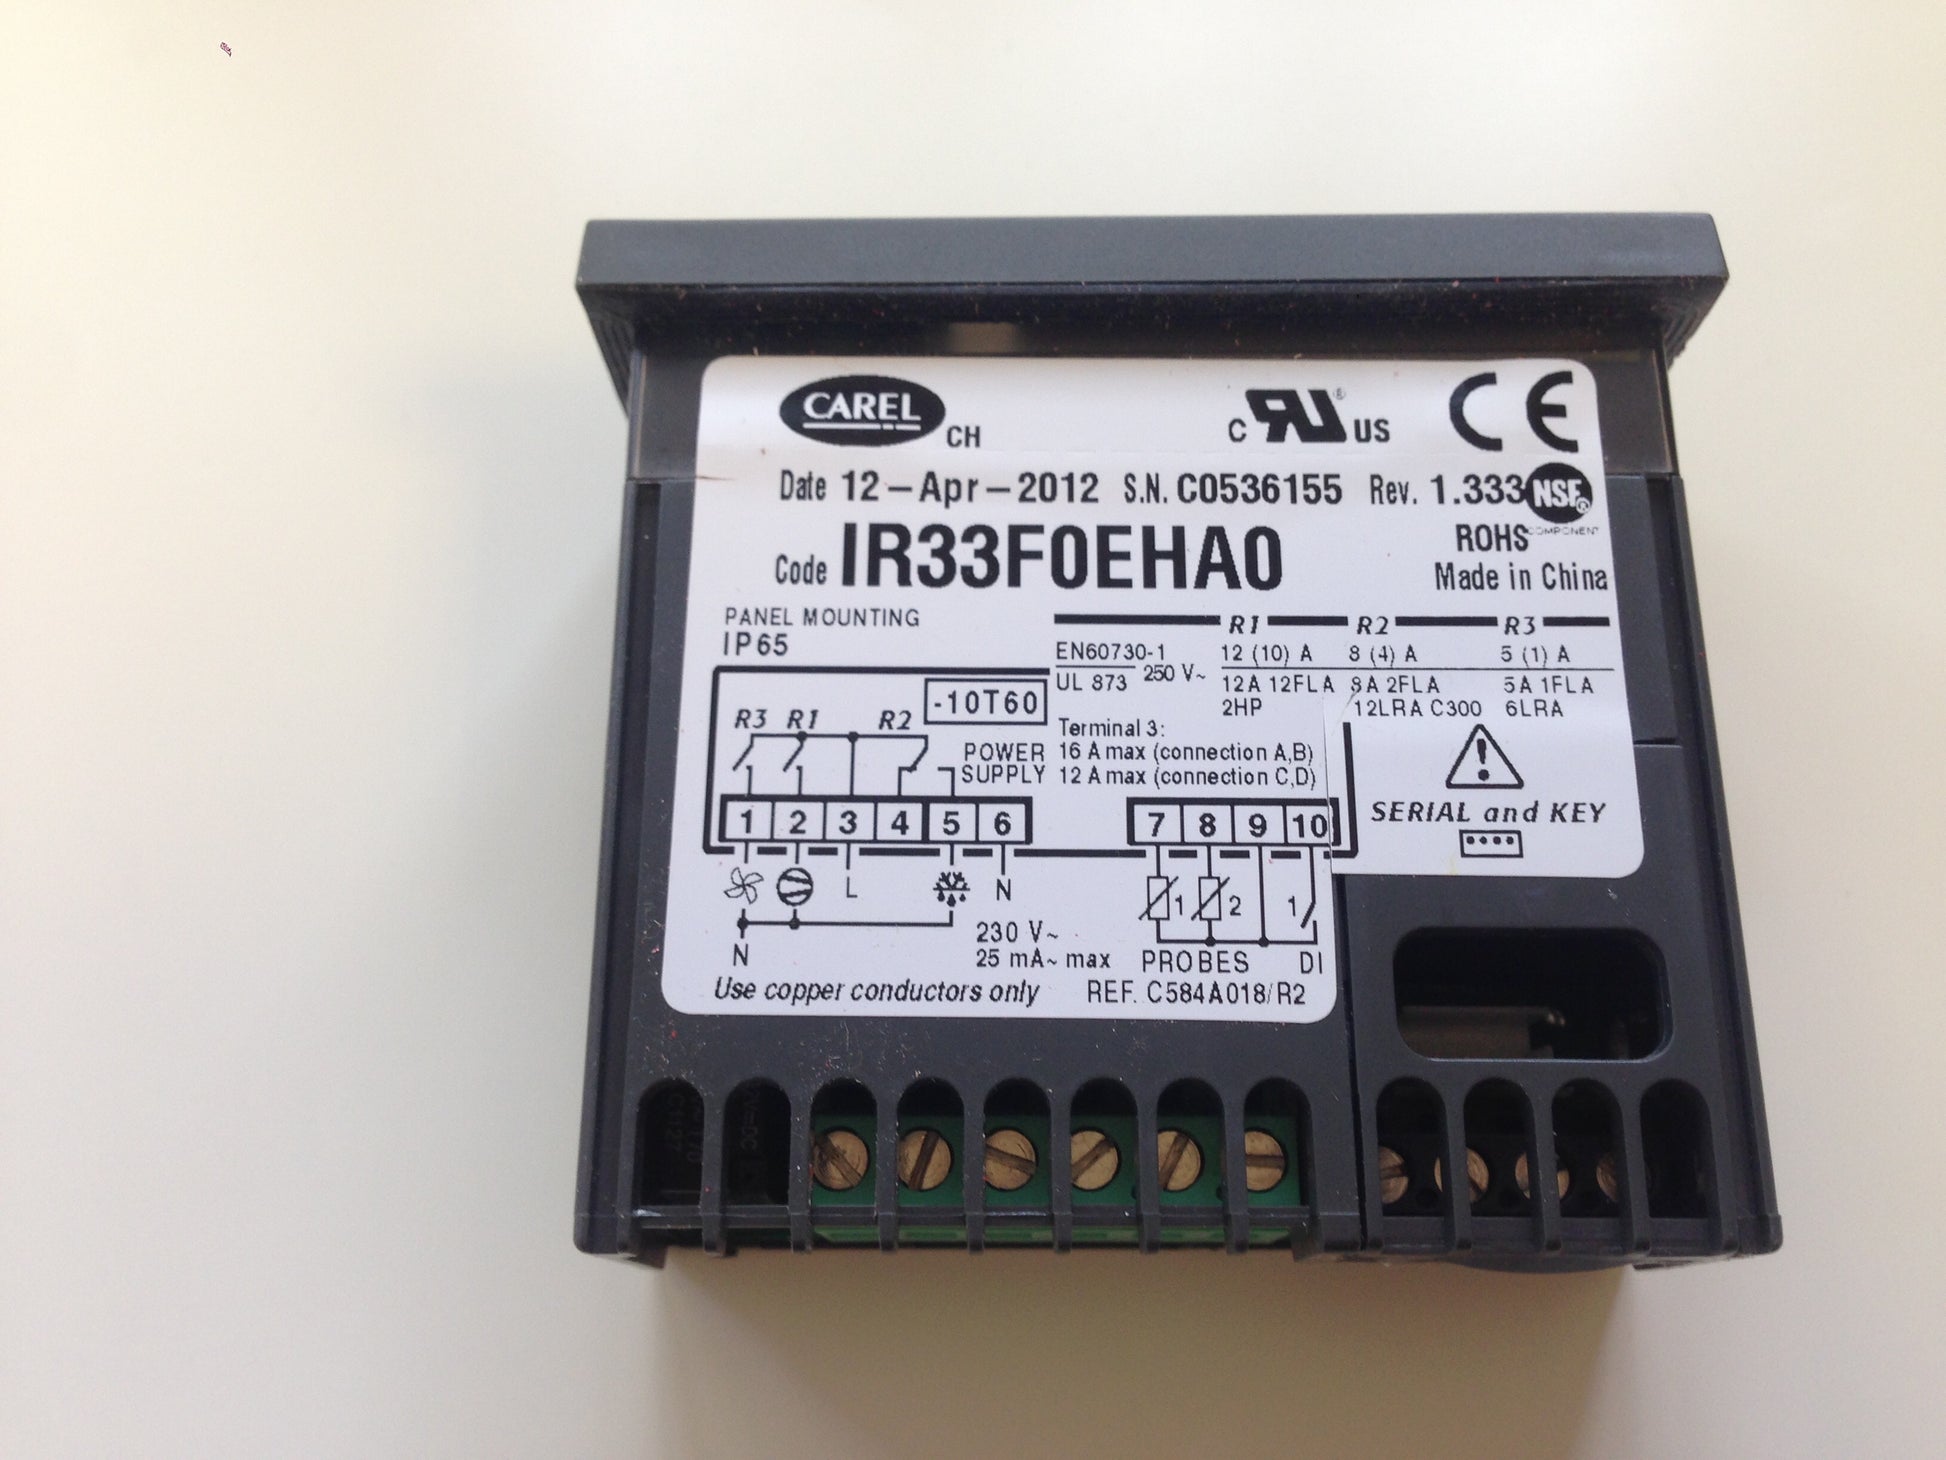 CAREL CH
C RU ® US
CE
Date 12-Apr-2012 S.N. C0536155 Rev. 1.333
NSF®
COMPONENT
Code IR33F0EHA0
ROHS
Made in China
PANEL MOUNTING
IP65
R1 R2 R3
EN60730-1 12 (10) A 8 (4) A 5 (1) A
250 V~
UL 873 12A 12FLA 8A 2FLA 5A 1FLA
2HP 12LRA C300 6LRA
-10T60
R3 R1 R2
Terminal 3:
POWER 16 A max (connection A,B)
SUPPLY 12 A max (connection C,D)
SERIAL and KEY
1 2 3 4 5 6 7 8 9 10
L N 1 2 1
N
230 V~
25 mA~ max PROBES DI
Use copper conductors only REF. C584A018/R2